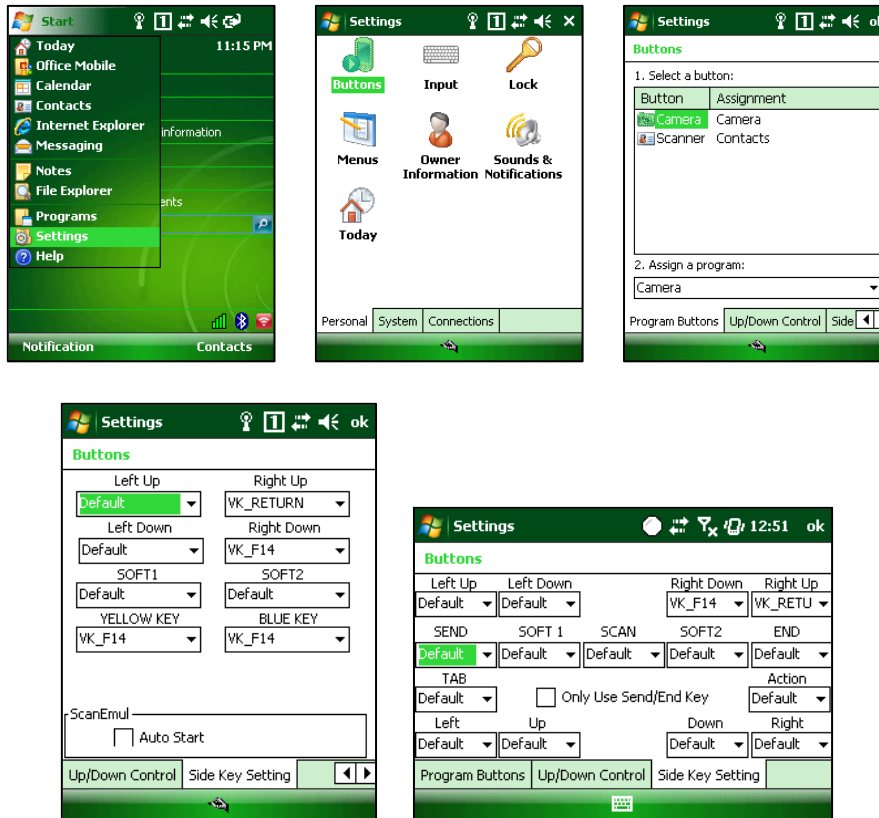 Start
Today
11:15 PM
Office Mobile
Calendar
Contacts
Internet Explorer
information
Messaging
Notes
File Explorer
ents
Programs
Settings
Help
Notification
Contacts
Settings
1
Buttons
Input
Lock
Menus
Owner Information
Sounds & Notifications
Today
Personal
System
Connections
Settings
1
ok
Buttons
1. Select a button:
Button
Assignment
Camera
Camera
Scanner
Contacts
2. Assign a program:
Camera
Program Buttons
Up/Down Control
Side
Settings
1
ok
Buttons
Left Up
Right Up
Default
VK_RETURN
Left Down
Right Down
Default
VK_F14
SOFT1
SOFT2
Default
Default
YELLOW KEY
BLUE KEY
VK_F14
VK_F14
ScanEmul
Auto Start
Up/Down Control
Side Key Setting
Settings
12:51
ok
Buttons
Left Up
Left Down
Right Down
Right Up
Default
Default
VK_F14
VK_RETU
SEND
SOFT 1
SCAN
SOFT2
END
Default
Default
Default
Default
Default
TAB
Action
Default
Only Use Send/End Key
Default
Left
Up
Down
Right
Default
Default
Default
Default
Program Buttons
Up/Down Control
Side Key Setting